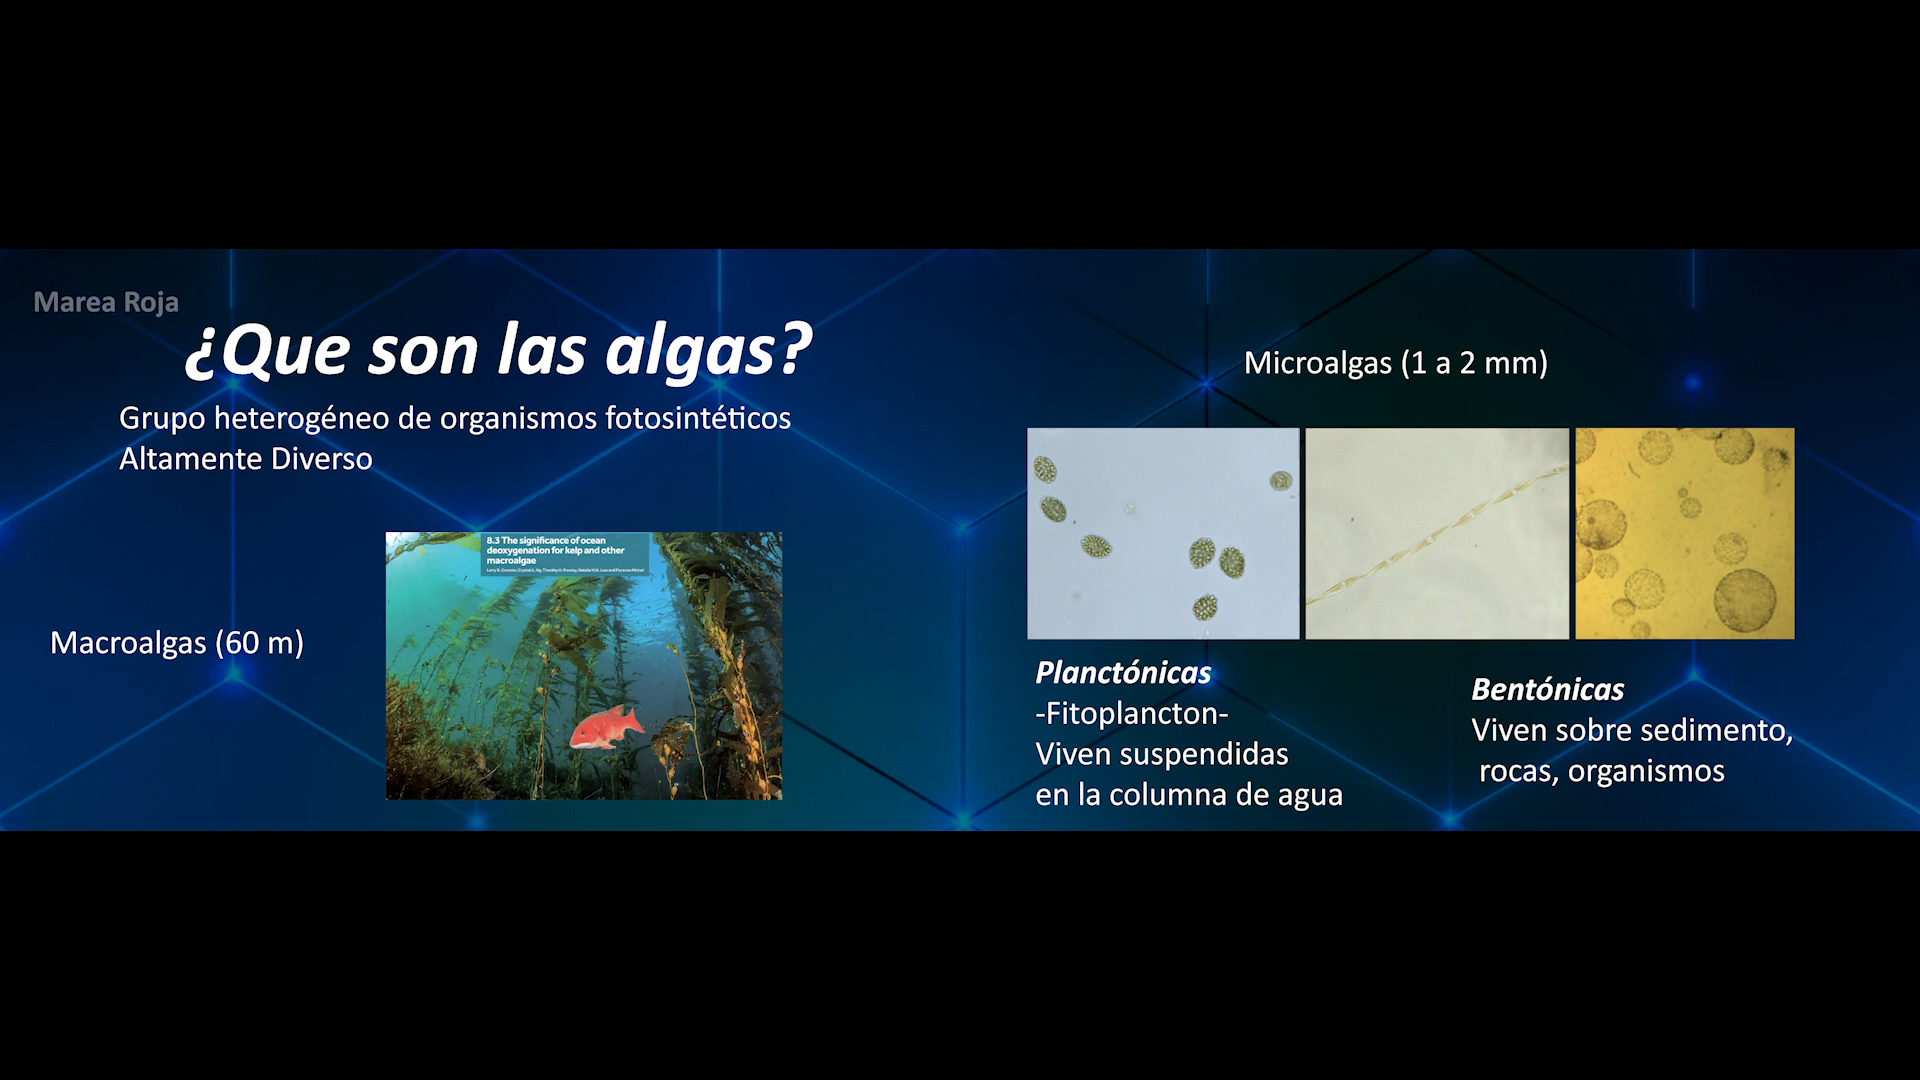 Marea Roja
¿Que son las algas?
Grupo heterogéneo de organismos fotosintéticos
Altamente Diverso
Macroalgas (60 m)
8.3 The significance of ocean
deoxygenation for kelp and other
macroalgae
Microalgas (1 a 2 mm)
Planctónicas
-Fitoplancton-
Viven suspendidas
en la columna de agua
Bentónicas
Viven sobre sedimento,
rocas, organismos